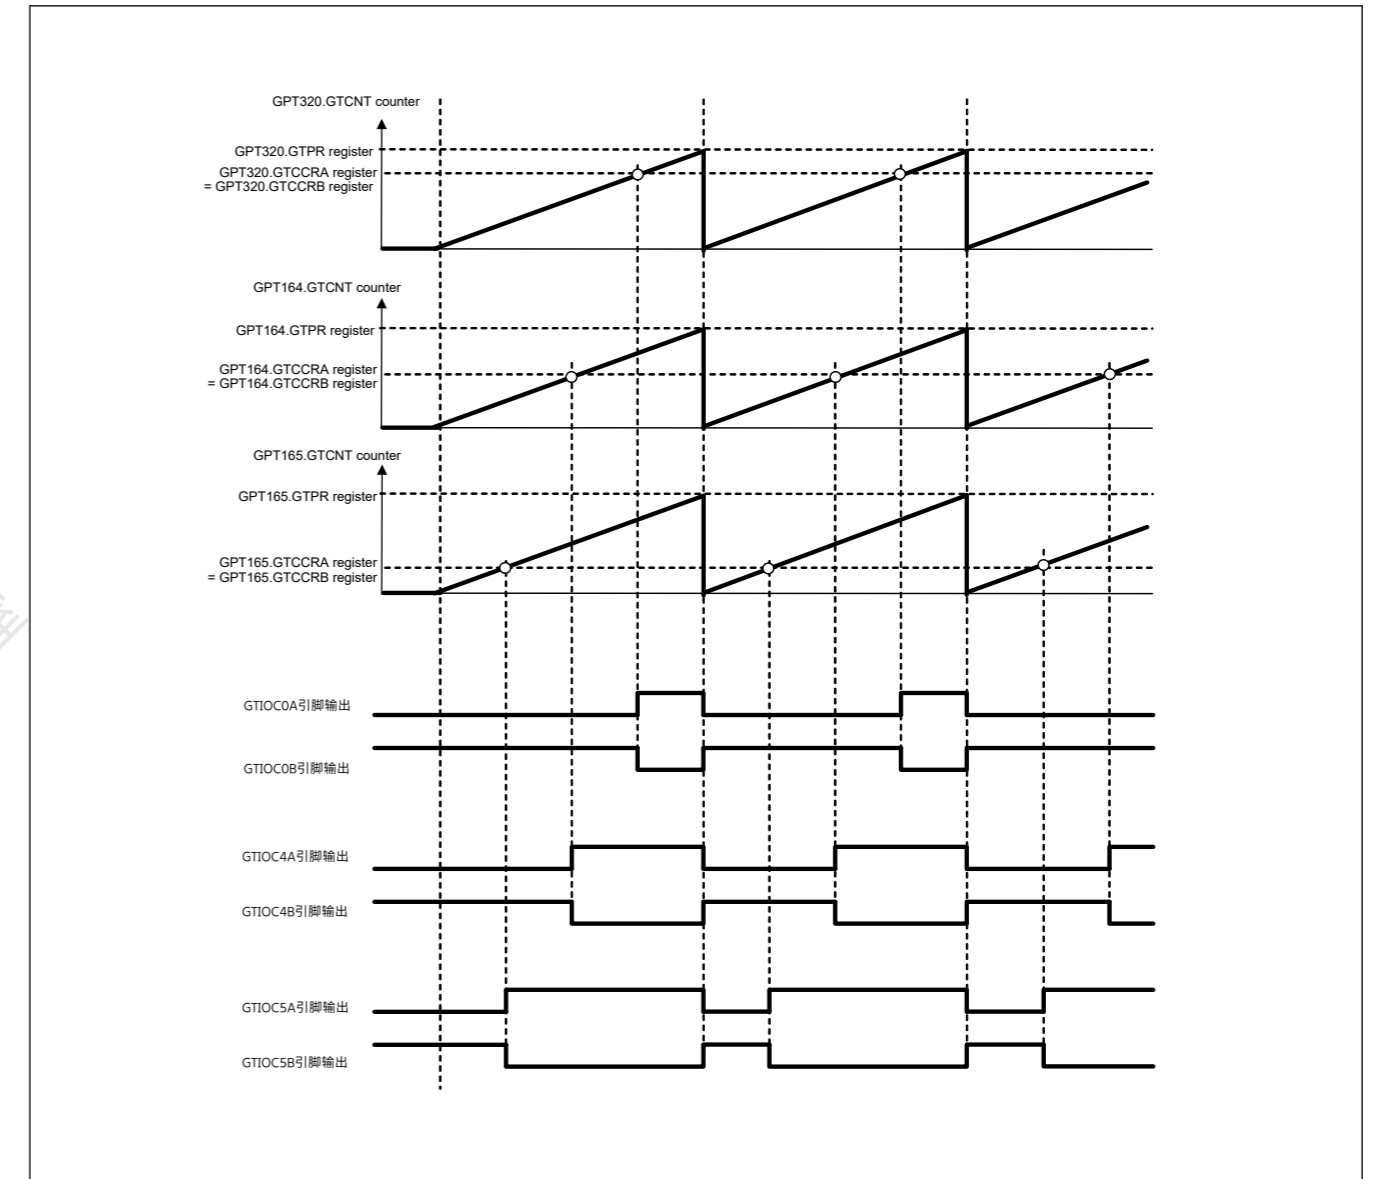 GPT320.GTCNT counter
GPT320.GTPR register
GPT320.GTCCRA register
= GPT320.GTCCRB register
GPT164.GTCNT counter
GPT164.GTPR register
GPT164.GTCCRA register
= GPT164.GTCCRB register
GPT165.GTCNT counter
GPT165.GTPR register
GPT165.GTCCRA register
= GPT165.GTCCRB register
GTIOC0A引脚输出
GTIOC0B引脚输出
GTIOC4A引脚输出
GTIOC4B引脚输出
GTIOC5A引脚输出
GTIOC5B引脚输出